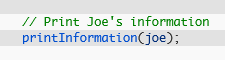 // Print Joe's information
printInformation(joe);